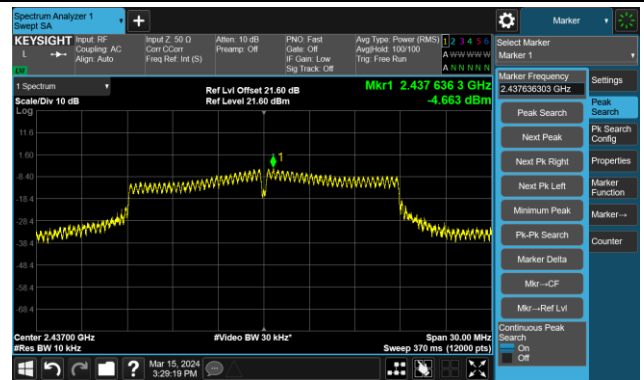 Spectrum Analyzer 1
Swept SA
+
Marker
KEYSIGHT
L
Input: RF
Coupling: AC
Align: Auto
Input Z: 50 Ω
Corr CCorr
Freq Ref: Int (S)
Atten: 10 dB
Preamp: Off
PNO: Fast
Gate: Off
IF Gain: Low
Sig Track: Off
Avg Type: Power (RMS)
Avg|Hold: 100/100
Trig: Free Run
1 2 3 4 5 6
A W W W W W
A N N N N N
LW
1 Spectrum
Scale/Div 10 dB
Log
Ref Lvl Offset 21.60 dB
Ref Level 21.60 dBm
Mkr1 2.437 636 3 GHz
-4.663 dBm
1
11.6
1.60
-8.40
-18.4
-28.4
-38.4
-48.4
-58.4
-68.4
Center 2.43700 GHz
#Res BW 10 kHz
#Video BW 30 kHz*
Span 30.00 MHz
Sweep 370 ms (12000 pts)
Select Marker
Marker 1
Marker Frequency
2.437636303 GHz
Peak Search
Next Peak
Next Pk Right
Next Pk Left
Minimum Peak
Pk-Pk Search
Marker Delta
Mkr→CF
Mkr→Ref Lvl
Continuous Peak
Search
On
Off
Settings
Peak
Search
Pk Search
Config
Properties
Marker
Function
Marker→
Counter
?
Mar 15, 2024
3:29:19 PM